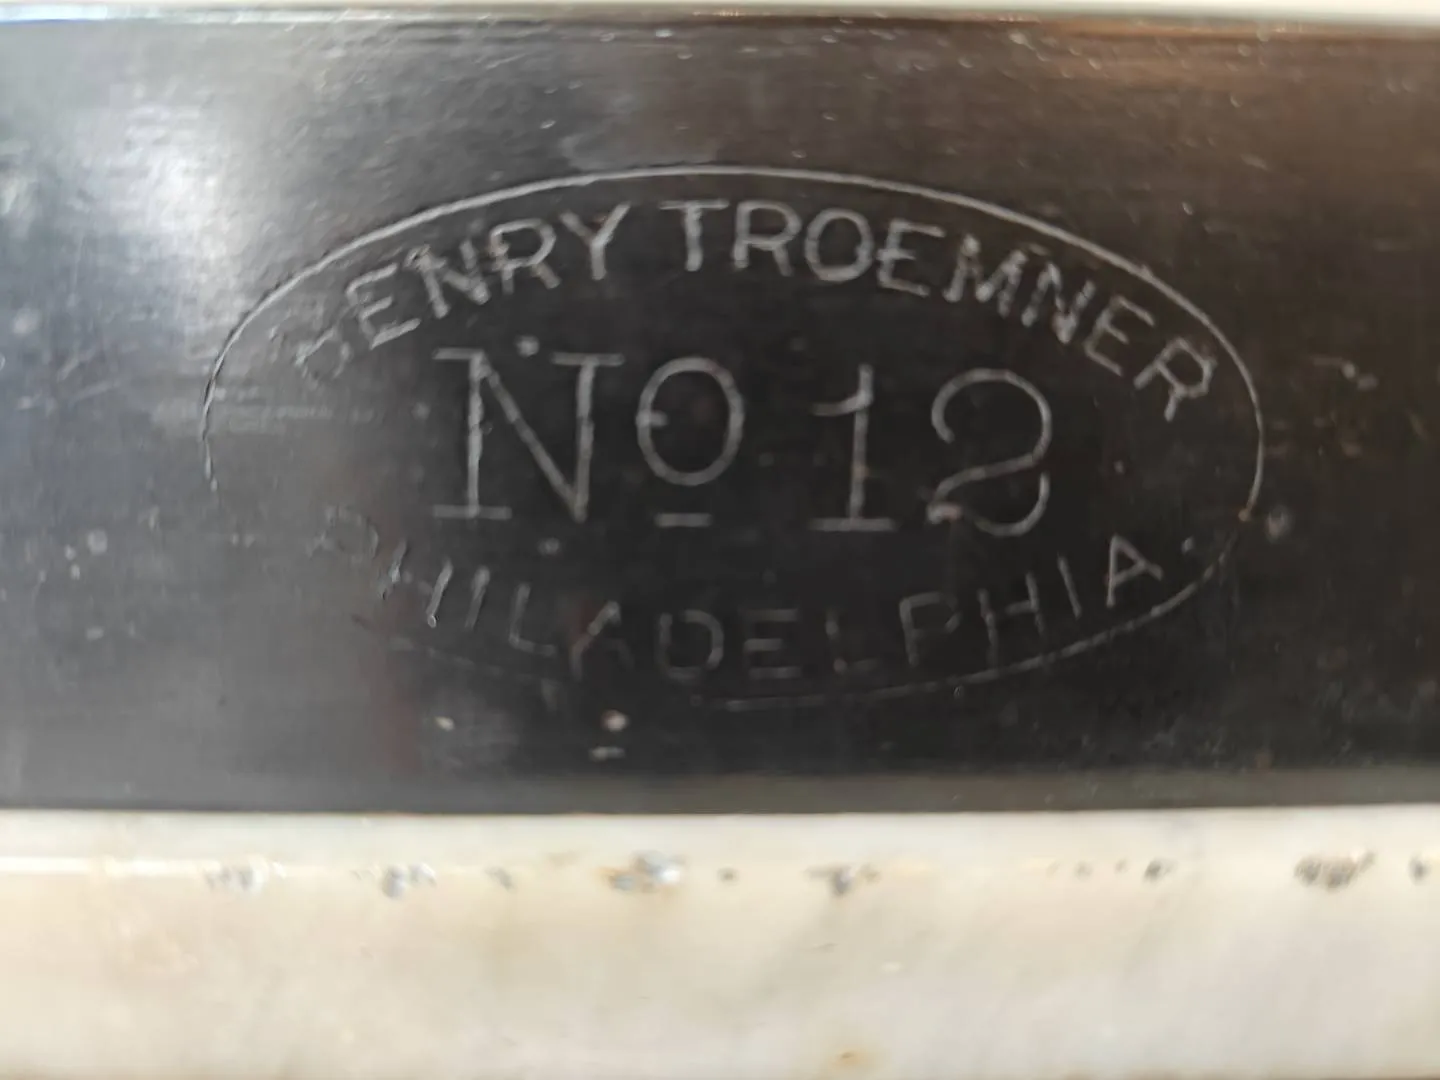 HENRY TROEMNER
No 12
PHILADELPHIA.